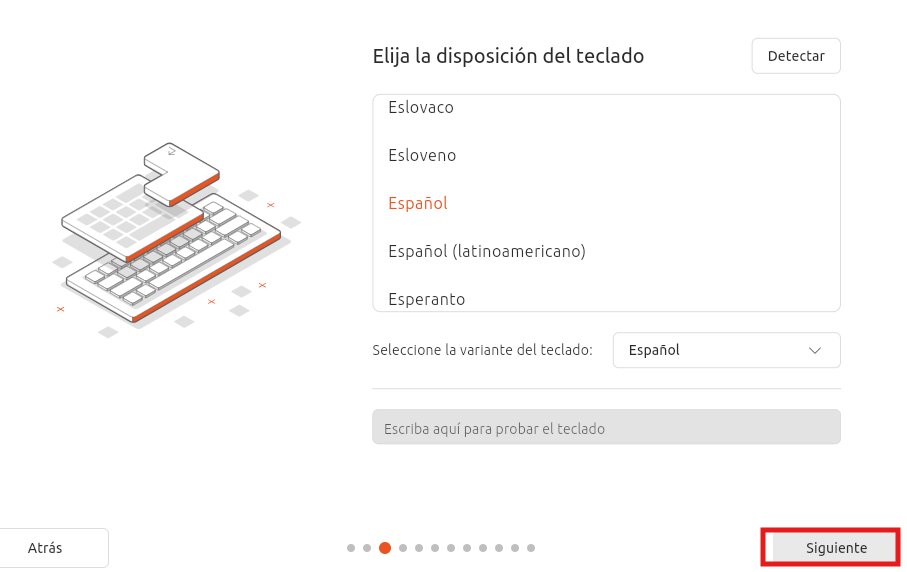 Elija la disposición del teclado
Detectar
Eslovaco
Esloveno
Español
Español (latinoamericano)
Esperanto
Seleccione la variante del teclado:
Español
Escriba aquí para probar el teclado
Atrás
Siguiente